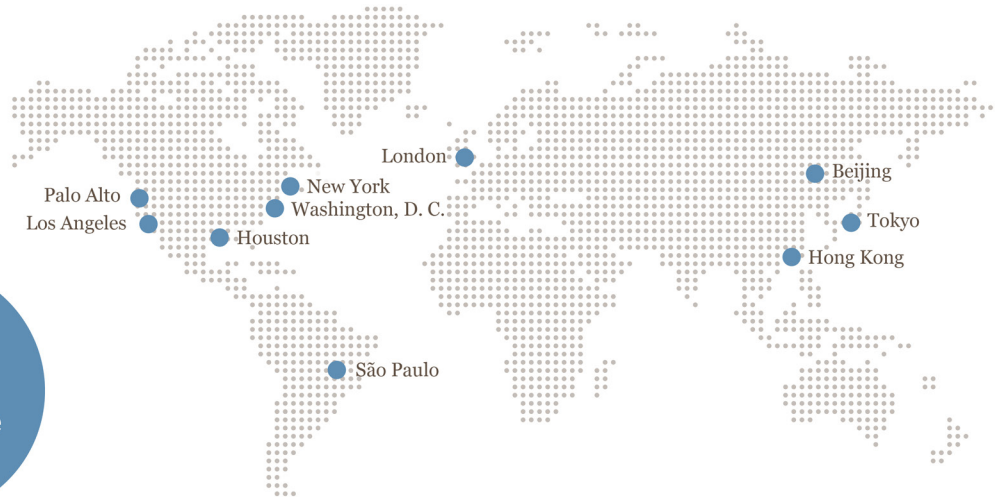 London
Beijing
New York
Palo Alto
Washington, D. C.
Los Angeles
Tokyo
Houston
Hong Kong
São Paulo